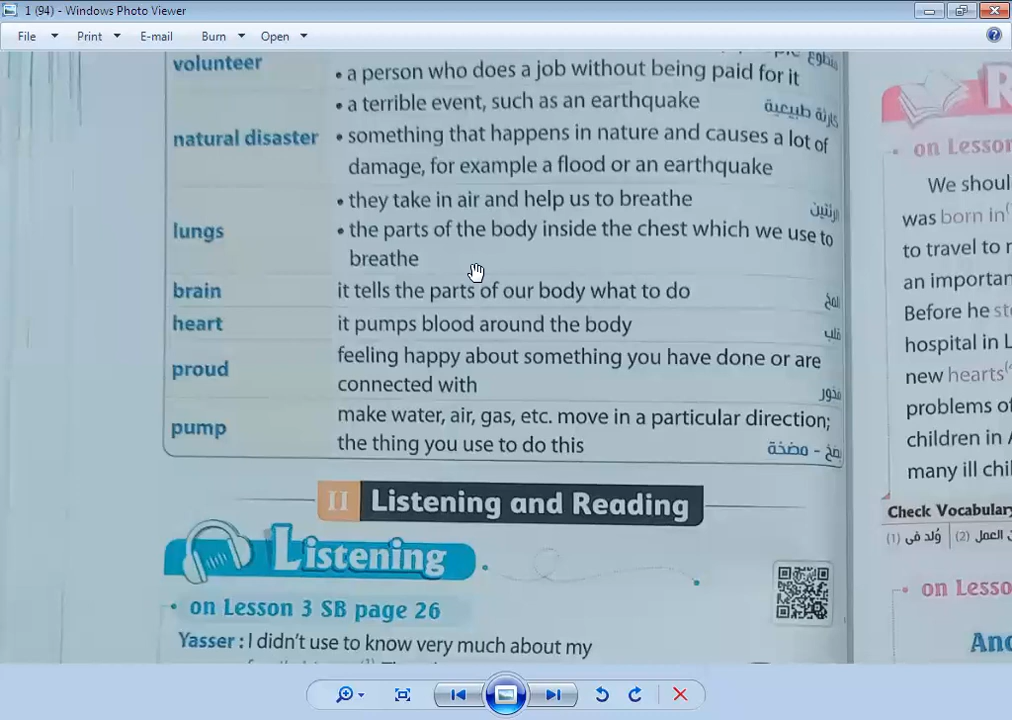 1 (94) - Windows Photo Viewer
File Print E-mail Burn Open
volunteer
• a person who does a job without being paid for it
natural disaster
• a terrible event, such as an earthquake
كارثة طبيعية
• something that happens in nature and causes a lot of
damage, for example a flood or an earthquake
lungs
• they take in air and help us to breathe
الرئتين
• the parts of the body inside the chest which we use to
breathe
brain it tells the parts of our body what to do المخ
heart it pumps blood around the body قلب
proud
feeling happy about something you have done or are
connected with
فخور
pump
make water, air, gas, etc. move in a particular direction;
the thing you use to do this
يضخ - مضخة
II Listening and Reading
Listening
• on Lesson 3 SB page 26
Yasser : I didn't use to know very much about my
R
• on Lesson
We shoul
was born in
to travel to
an importan
Before he
hospital in
new hearts
problems of
children in
many ill chil
Check Vocabulary
(1) وُلد في (2) العمل
• on Lesso